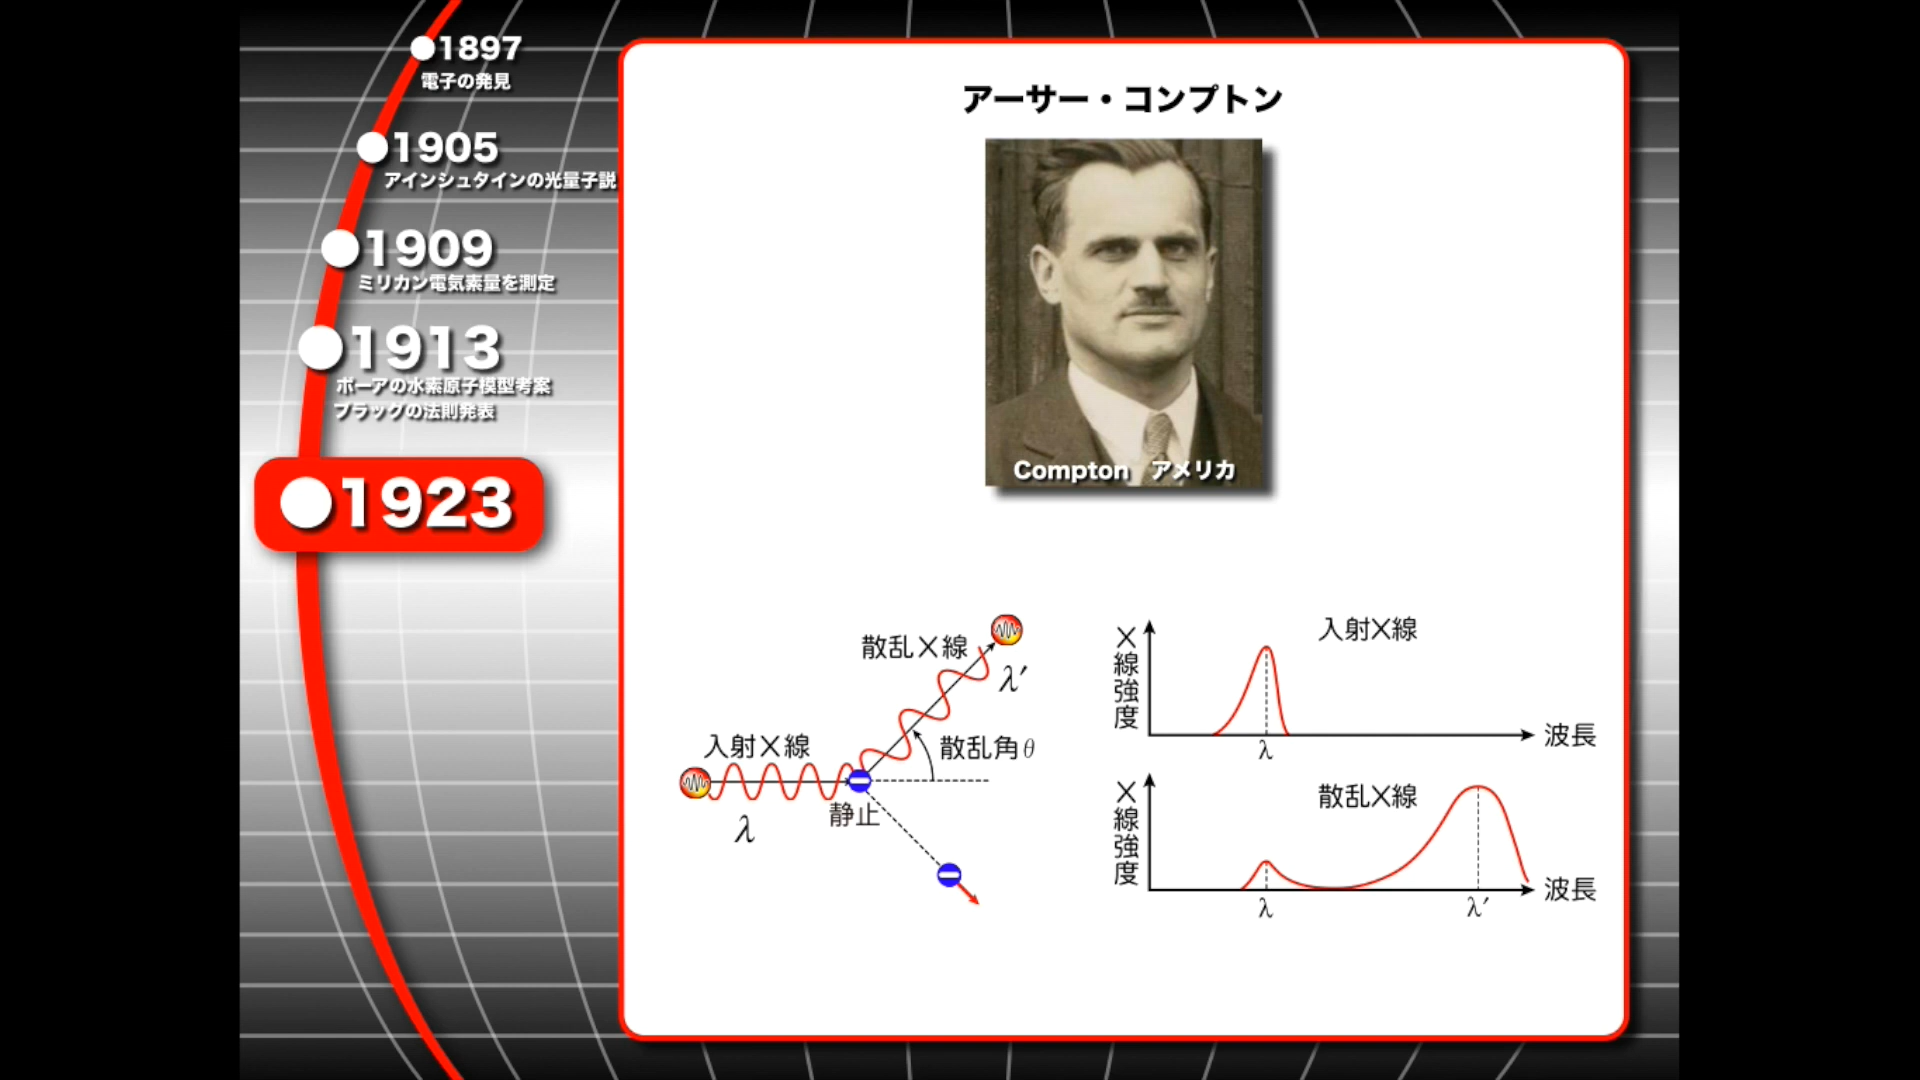 1897
電子の発見
1905
アインシュタインの光量子説
1909
ミリカン電気素量を測定
1913
ボーアの水素原子模型考案
ブラッグの法則発表
1923
アーサー・コンプトン
Compton アメリカ
散乱X線
λ′
入射X線
散乱角θ
静止
λ
X線強度
入射X線
波長
λ
X線強度
散乱X線
波長
λ
λ′